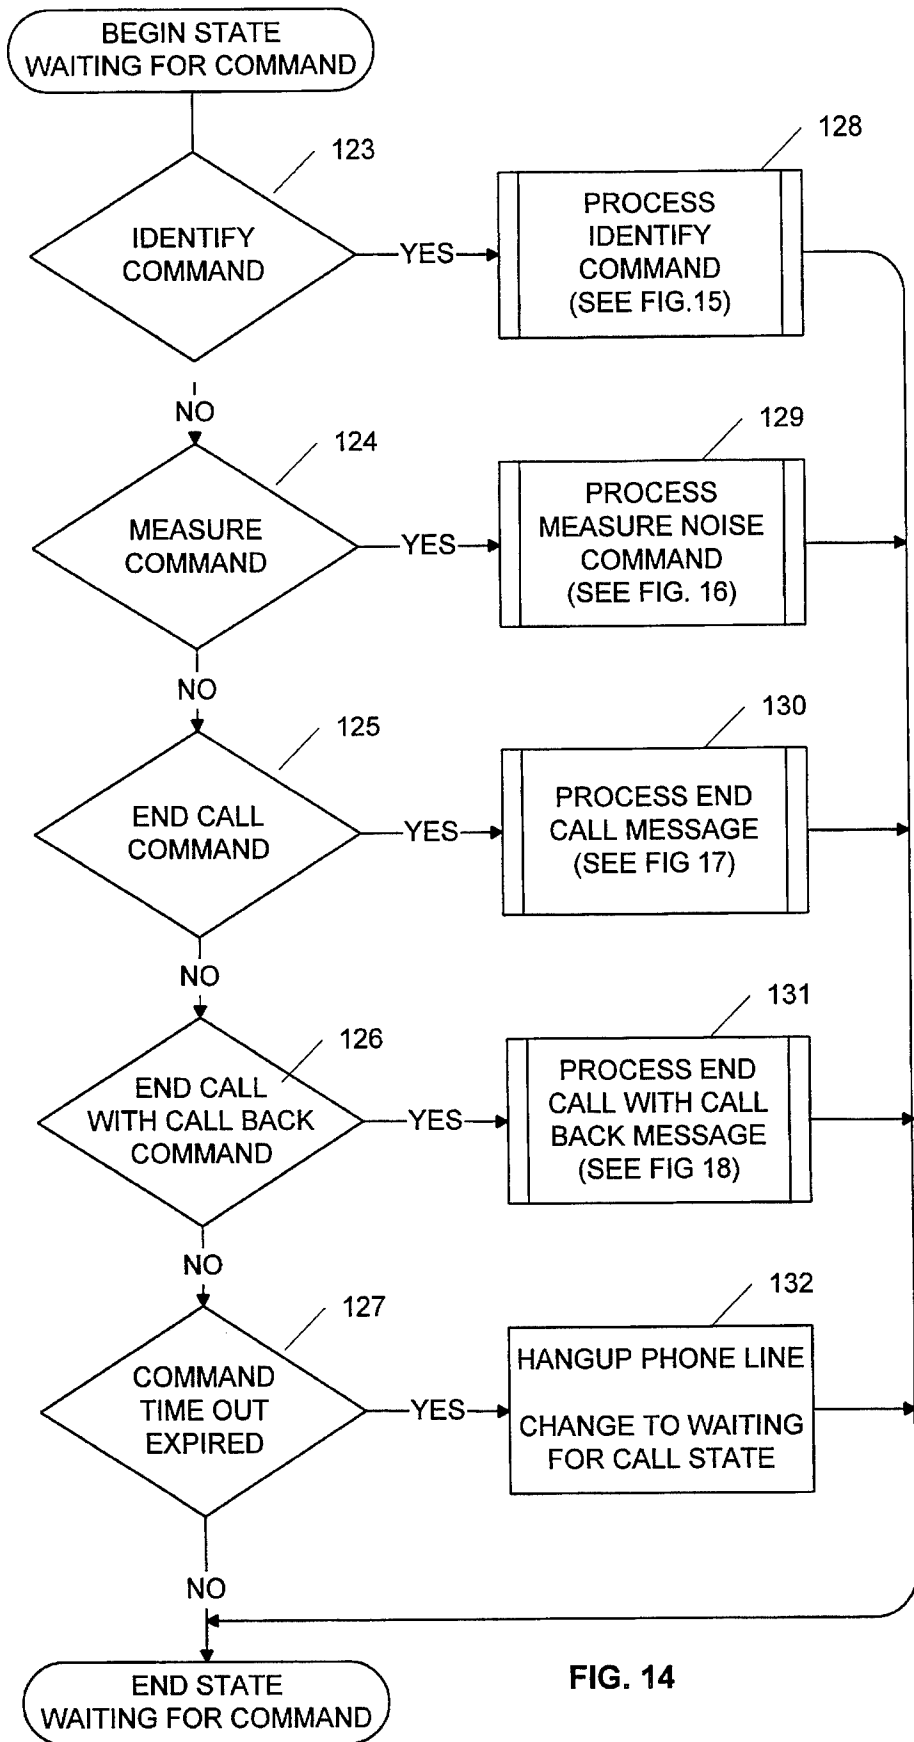 BEGIN STATE
WAITING FOR COMMAND
123
IDENTIFY
COMMAND
YES
128
PROCESS
IDENTIFY
COMMAND
(SEE FIG.15)
NO
124
MEASURE
COMMAND
YES
129
PROCESS
MEASURE NOISE
COMMAND
(SEE FIG. 16)
NO
125
END CALL
COMMAND
YES
130
PROCESS END
CALL MESSAGE
(SEE FIG 17)
NO
126
END CALL
WITH CALL BACK
COMMAND
YES
131
PROCESS END
CALL WITH CALL
BACK MESSAGE
(SEE FIG 18)
NO
127
COMMAND
TIME OUT
EXPIRED
YES
132
HANGUP PHONE LINE
CHANGE TO WAITING
FOR CALL STATE
NO
END STATE
WAITING FOR COMMAND
FIG. 14